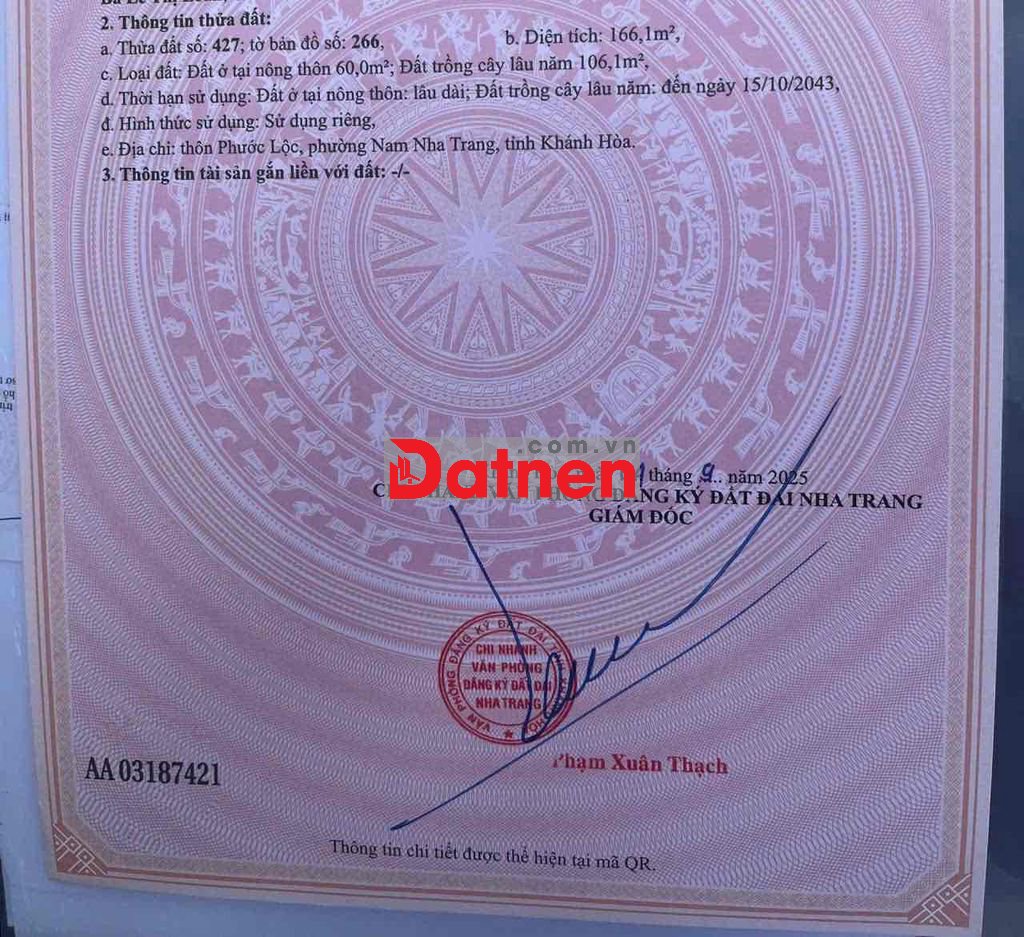 2. Thông tin thửa đất:
a. Thửa đất số: 427; tờ bản đồ số: 266,
b. Diện tích: 166,1m²,
c. Loại đất: Đất ở tại nông thôn 60,0m²; Đất trồng cây lâu năm 106,1m²,
d. Thời hạn sử dụng: Đất ở tại nông thôn: lâu dài; Đất trồng cây lâu năm: đến ngày 15/10/2043,
đ. Hình thức sử dụng: Sử dụng riêng,
e. Địa chỉ: thôn Phước Lộc, phường Nam Nha Trang, tỉnh Khánh Hòa.
3. Thông tin tài sản gắn liền với đất: -/-
.com.vn
Datnen
tháng 9.. năm 2025
ĐĂNG KÝ ĐẤT ĐAI NHA TRANG
GIÁM ĐỐC
VĂN PHÒNG ĐĂNG KÝ ĐẤT ĐAI
CHI NHÁNH
VĂN PHÒNG
ĐĂNG KÝ ĐẤT ĐAI
NHA TRANG
Phạm Xuân Thạch
AA 03187421
Thông tin chi tiết được thể hiện tại mã QR.